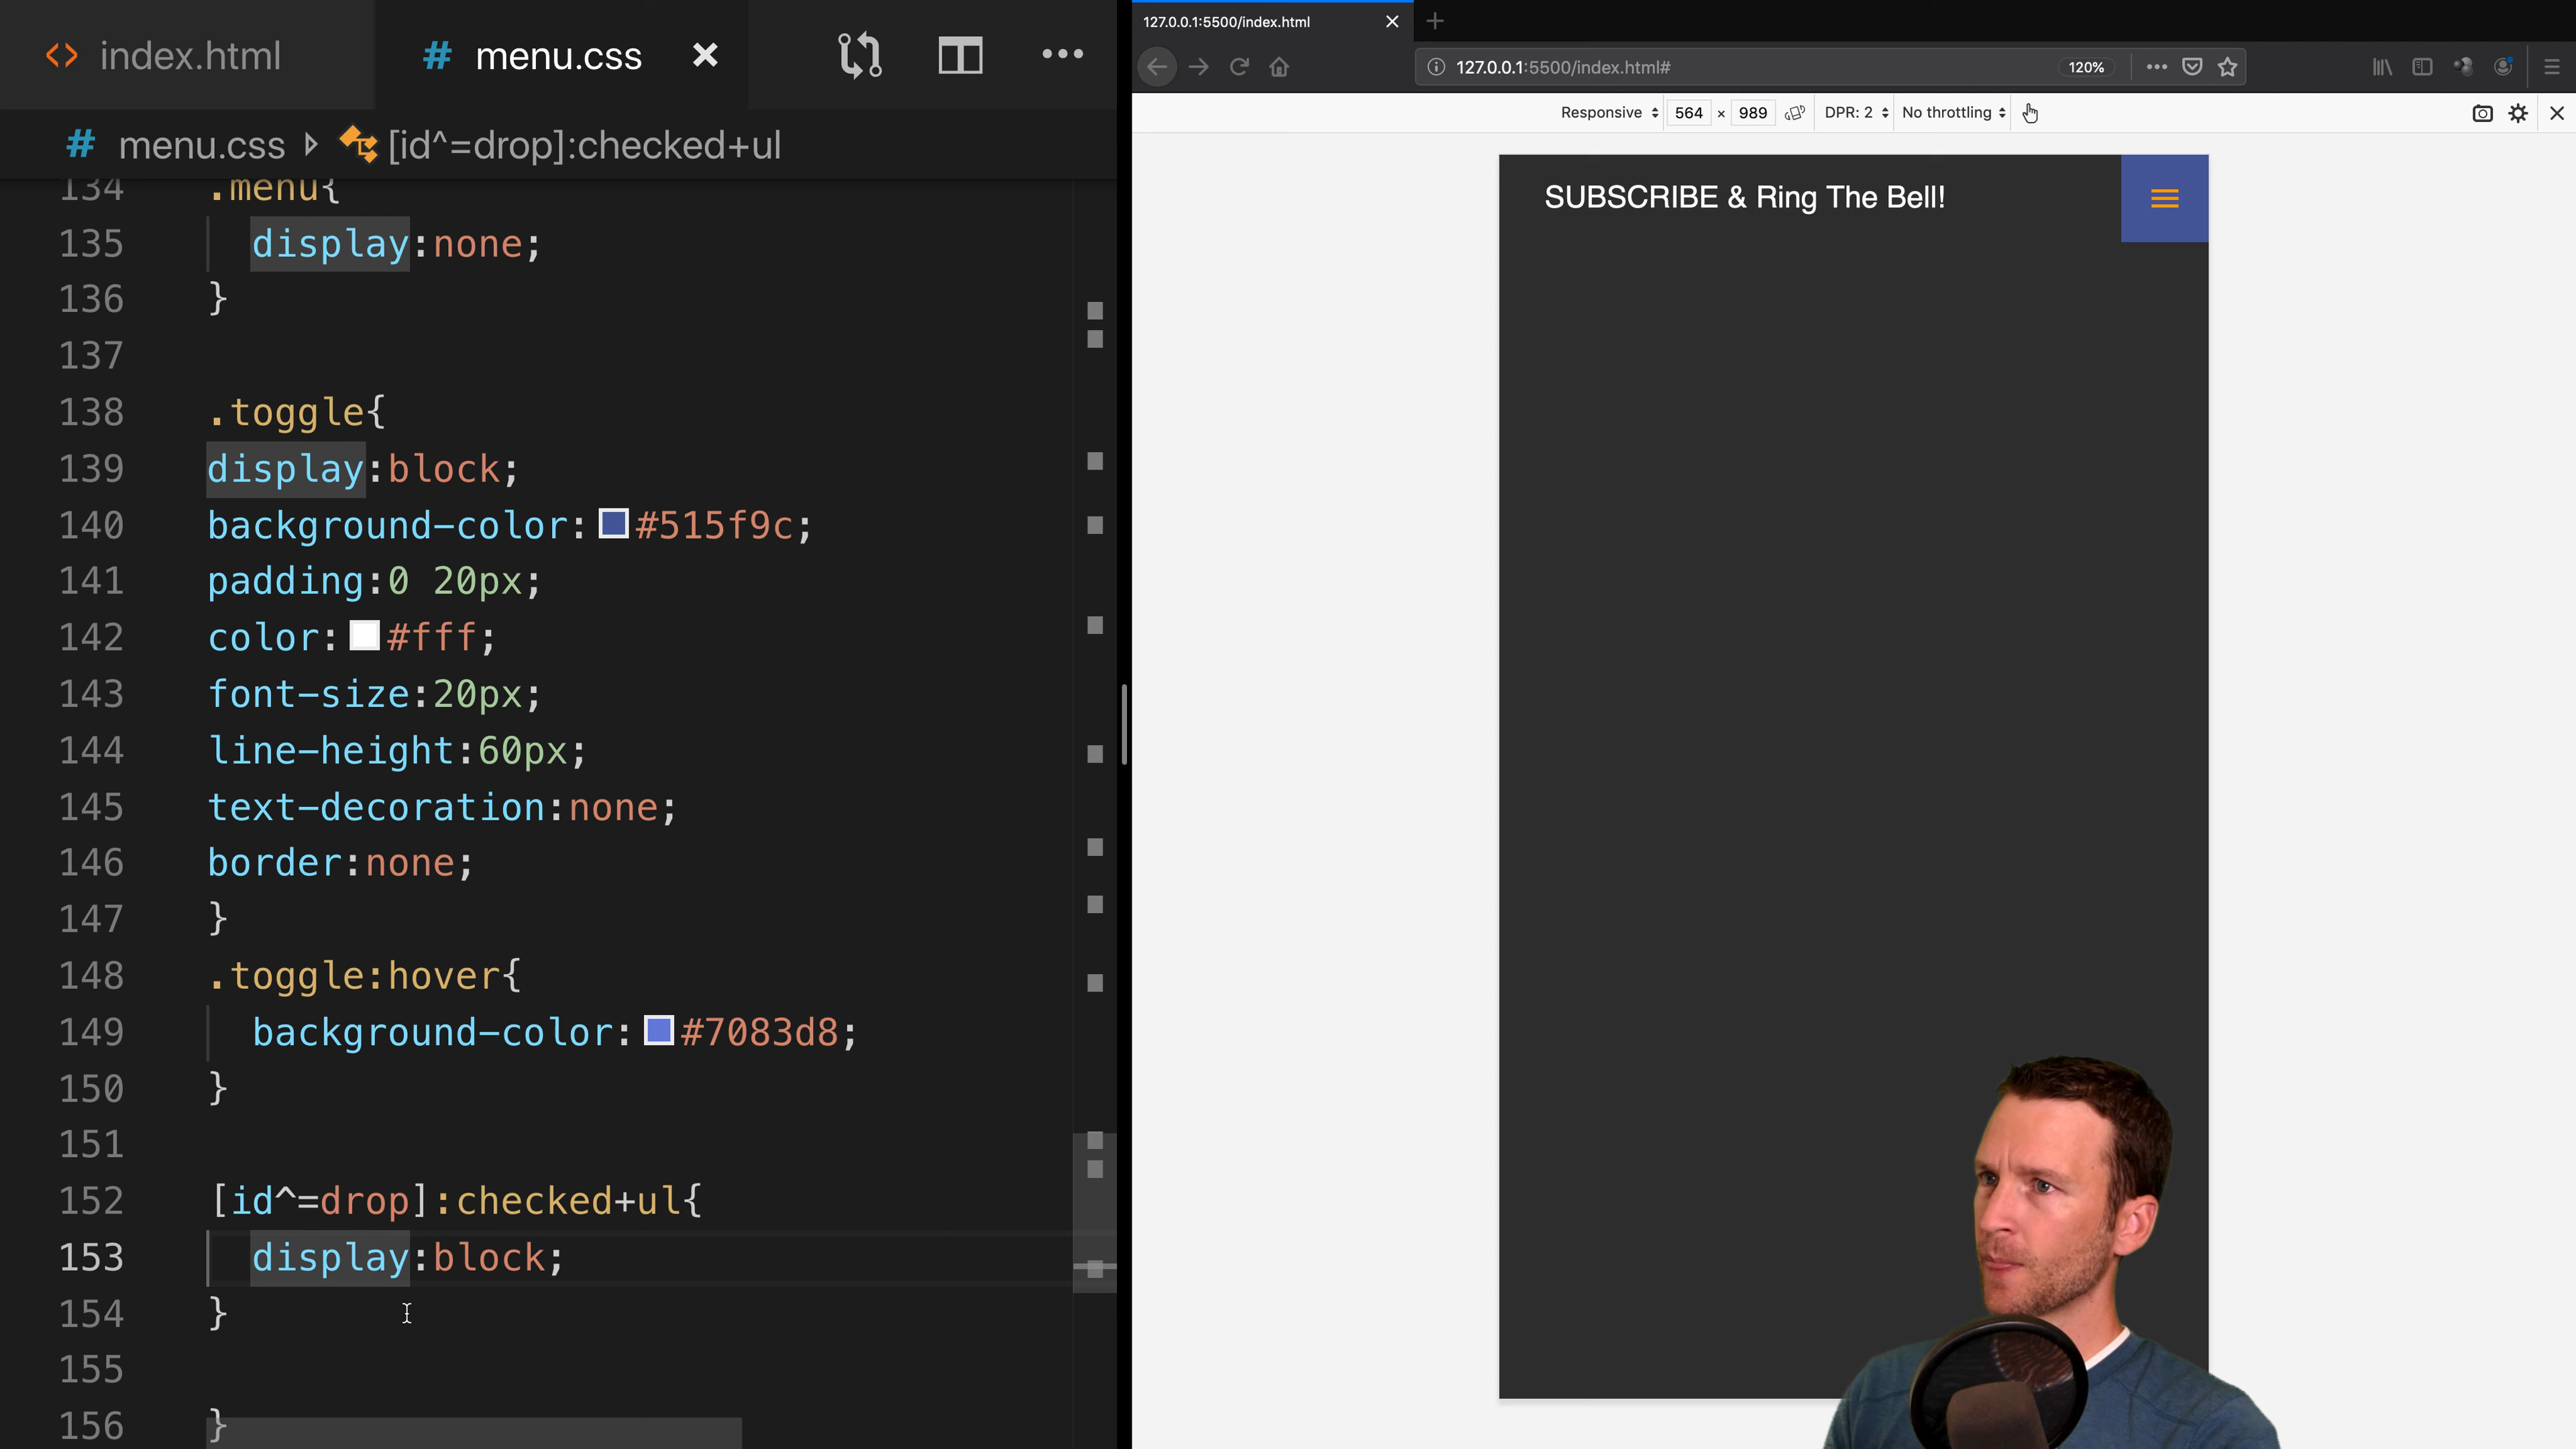 index.html
menu.css
menu.css [id^=drop]:checked+ul
134 .menu{
135 display:none;
136 }
137
138 .toggle{
139 display:block;
140 background-color: #515f9c;
141 padding:0 20px;
142 color: #fff;
143 font-size:20px;
144 line-height:60px;
145 text-decoration:none;
146 border:none;
147 }
148 .toggle:hover{
149 background-color: #7083d8;
150 }
151
152 [id^=drop]:checked+ul{
153 display:block;
154 }
155
156 }
127.0.0.1:5500/index.html
127.0.0.1:5500/index.html# 120%
Responsive 564 × 989 DPR: 2 No throttling
SUBSCRIBE & Ring The Bell!